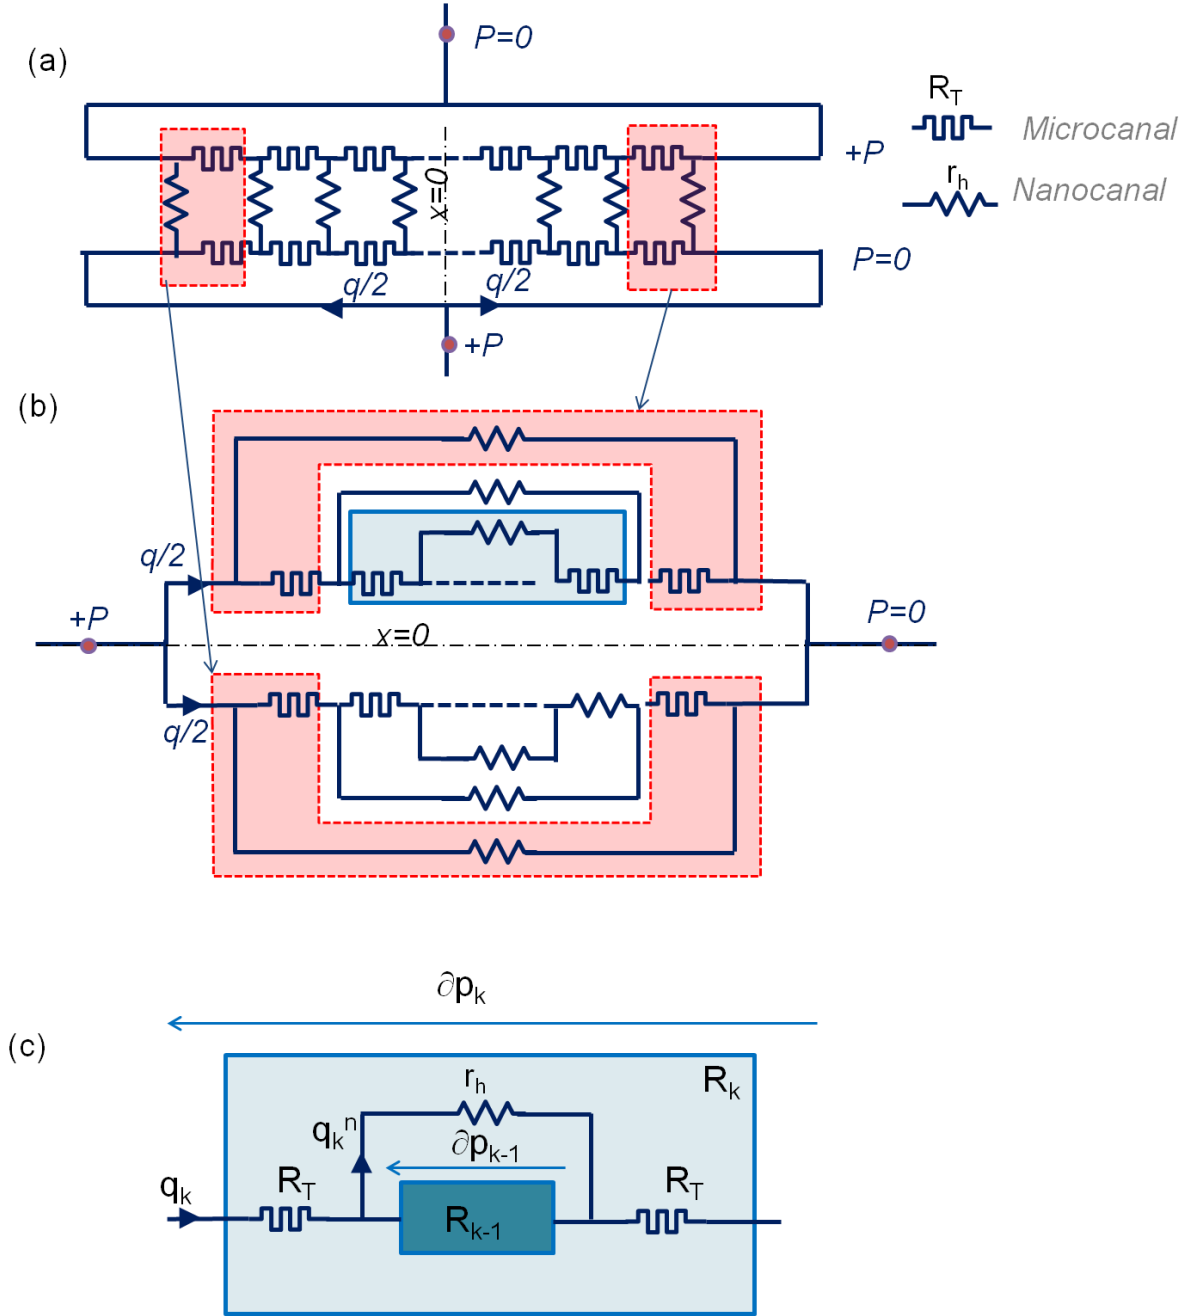 (a)
P=0
R_T
Microcanal
r_h
Nanocanal
+P
x=0
P=0
q/2
q/2
+P
(b)
q/2
+P
x=0
P=0
q/2
∂p_k
(c)
R_k
r_h
q_k^n
∂p_{k-1}
q_k
R_T
R_T
R_{k-1}